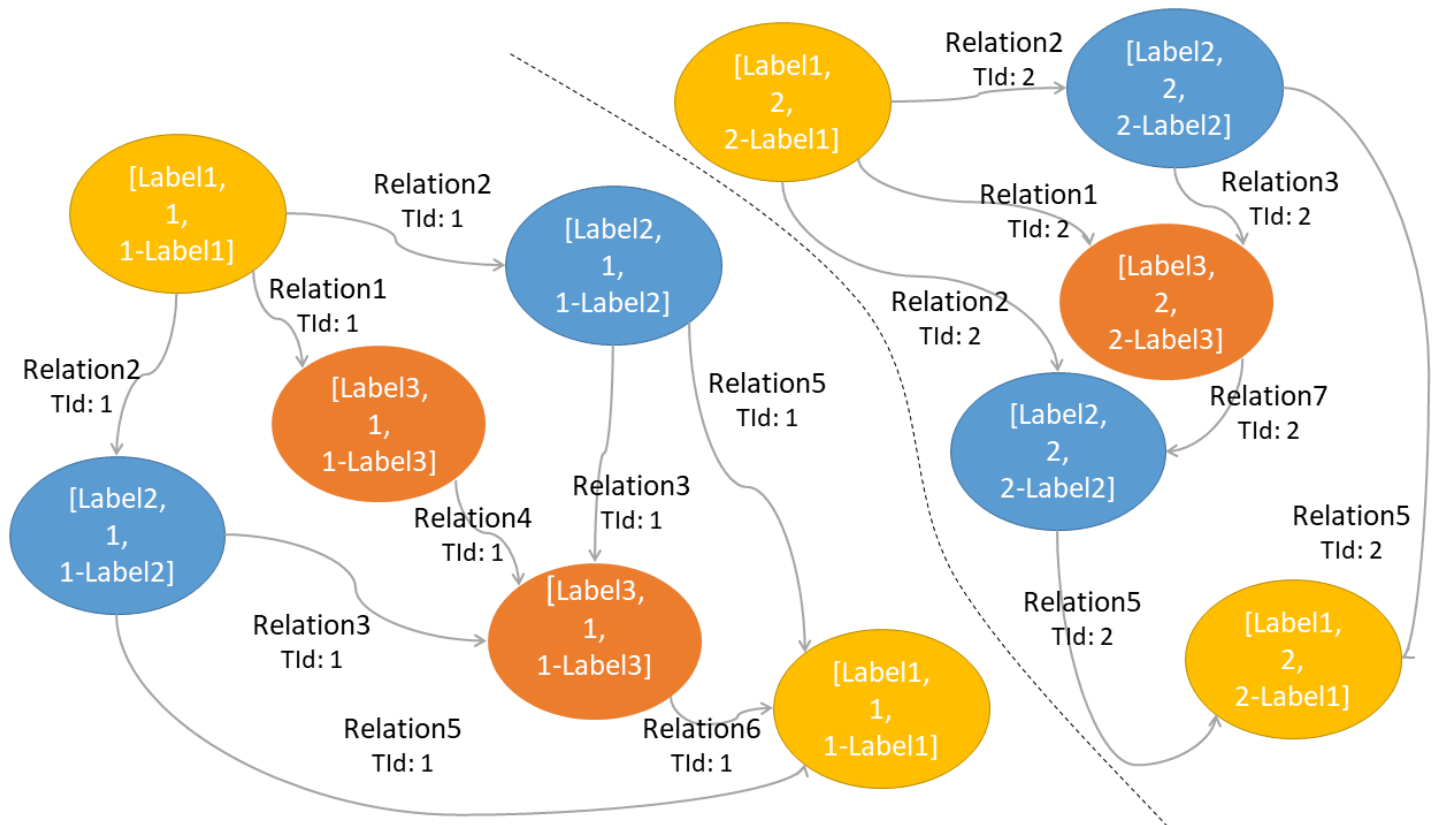 [Label1,
1,
1-Label1]
Relation2
TId: 1
[Label2,
1,
1-Label2]
Relation1
TId: 1
Relation2
TId: 1
[Label3,
1,
1-Label3]
Relation5
TId: 1
[Label2,
1,
1-Label2]
Relation4
TId: 1
Relation3
TId: 1
Relation3
TId: 1
[Label3,
1,
1-Label3]
Relation5
TId: 1
Relation6
TId: 1
[Label1,
1,
1-Label1]
[Label1,
2,
2-Label1]
Relation2
TId: 2
[Label2,
2,
2-Label2]
Relation1
TId: 2
Relation3
TId: 2
[Label3,
2,
2-Label3]
Relation2
TId: 2
Relation7
TId: 2
[Label2,
2,
2-Label2]
Relation5
TId: 2
Relation5
TId: 2
[Label1,
2,
2-Label1]